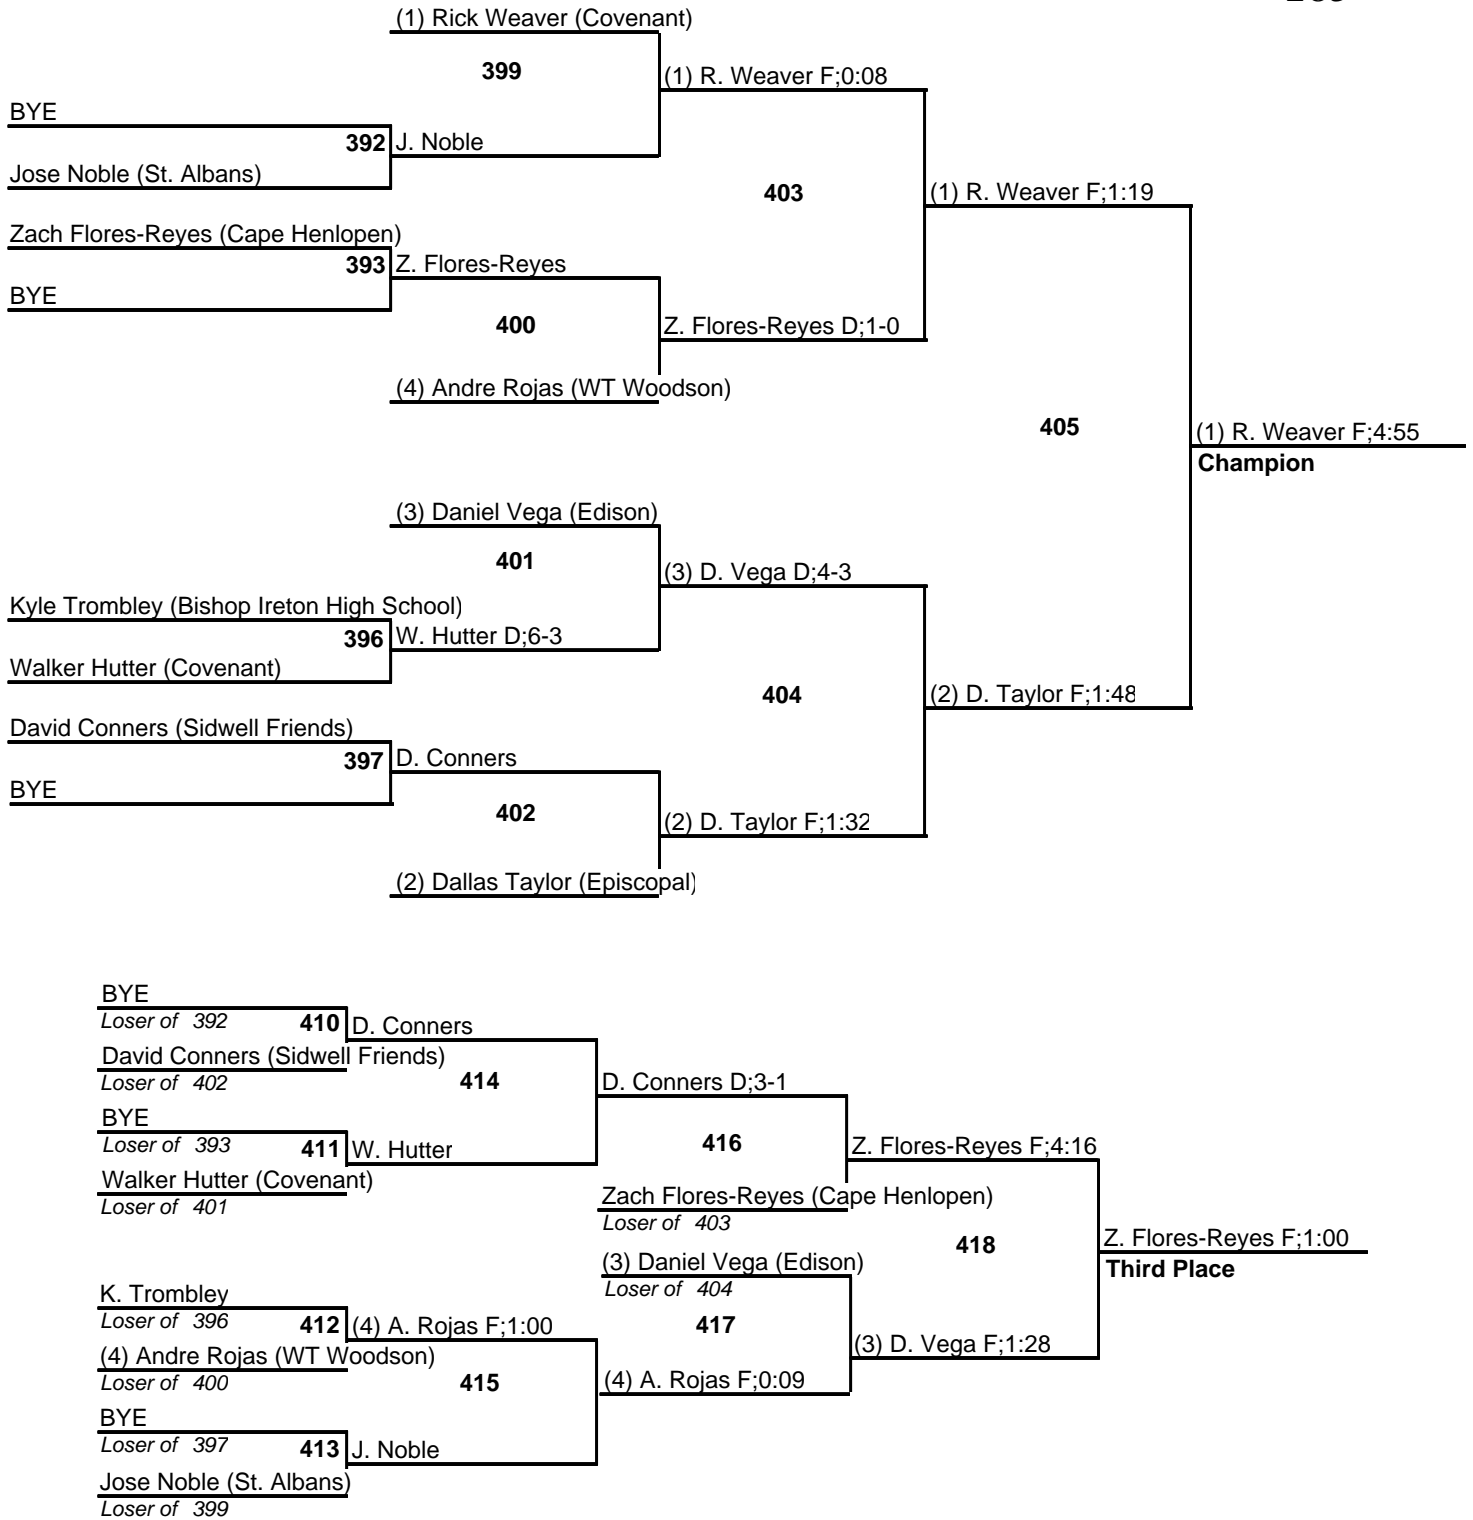 (1) Rick Weaver (Covenant)
399
(1) R. Weaver F;0:08
BYE
392
J. Noble
Jose Noble (St. Albans)
403
(1) R. Weaver F;1:19
Zach Flores-Reyes (Cape Henlopen)
393
Z. Flores-Reyes
BYE
400
Z. Flores-Reyes D;1-0
(4) Andre Rojas (WT Woodson)
405
(1) R. Weaver F;4:55
Champion
(3) Daniel Vega (Edison)
401
(3) D. Vega D;4-3
Kyle Trombley (Bishop Ireton High School)
396
W. Hutter D;6-3
Walker Hutter (Covenant)
404
(2) D. Taylor F;1:48
David Conners (Sidwell Friends)
397
D. Conners
BYE
402
(2) D. Taylor F;1:32
(2) Dallas Taylor (Episcopal)
BYE
Loser of 392
410
D. Conners
David Conners (Sidwell Friends)
Loser of 402
414
D. Conners D;3-1
BYE
Loser of 393
411
W. Hutter
416
Z. Flores-Reyes F;4:16
Walker Hutter (Covenant)
Loser of 401
Zach Flores-Reyes (Cape Henlopen)
Loser of 403
418
Z. Flores-Reyes F;1:00
Third Place
(3) Daniel Vega (Edison)
Loser of 404
K. Trombley
Loser of 396
412
(4) A. Rojas F;1:00
417
(3) D. Vega F;1:28
(4) Andre Rojas (WT Woodson)
Loser of 400
415
(4) A. Rojas F;0:09
BYE
Loser of 397
413
J. Noble
Jose Noble (St. Albans)
Loser of 399